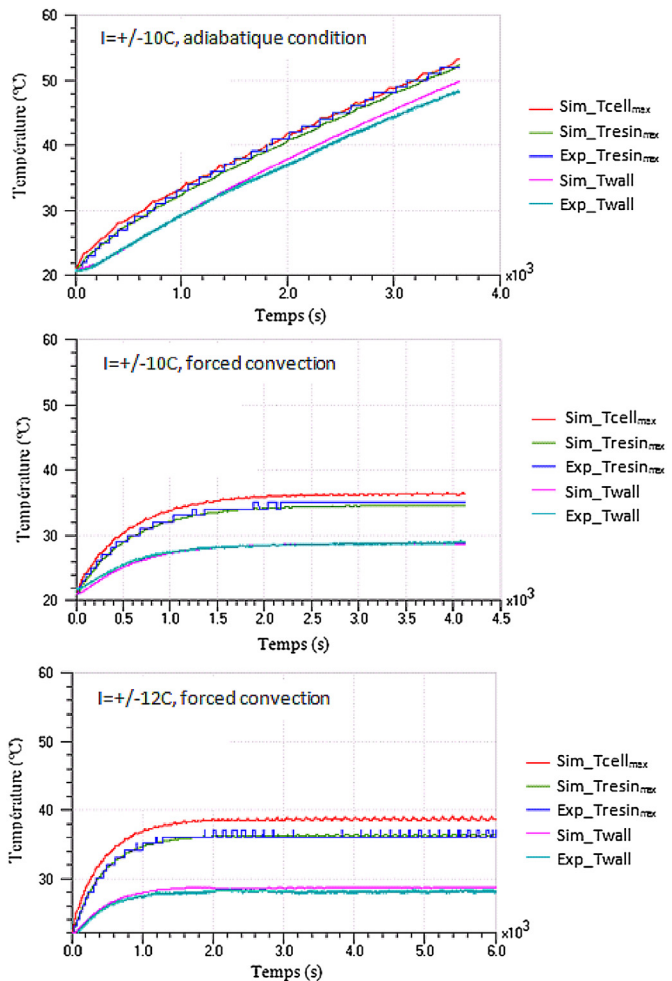 I=+/-10C, adiabatique condition
Température (°C)
60
50
40
30
20
0.0
1.0
2.0
3.0
4.0
×10³
Temps (s)
Sim_Tcellmax
Sim_Tresinmax
Exp_Tresinmax
Sim_Twall
Exp_Twall
I=+/-10C, forced convection
Température (°C)
60
50
40
30
20
0.0
0.5
1.0
1.5
2.0
2.5
3.0
3.5
4.0
4.5
×10³
Temps (s)
Sim_Tcellmax
Sim_Tresinmax
Exp_Tresinmax
Sim_Twall
Exp_Twall
I=+/-12C, forced convection
Température (°C)
60
50
40
30
0.0
1.0
2.0
3.0
4.0
5.0
6.0
×10³
Temps (s)
Sim_Tcellmax
Sim_Tresinmax
Exp_Tresinmax
Sim_Twall
Exp_Twall